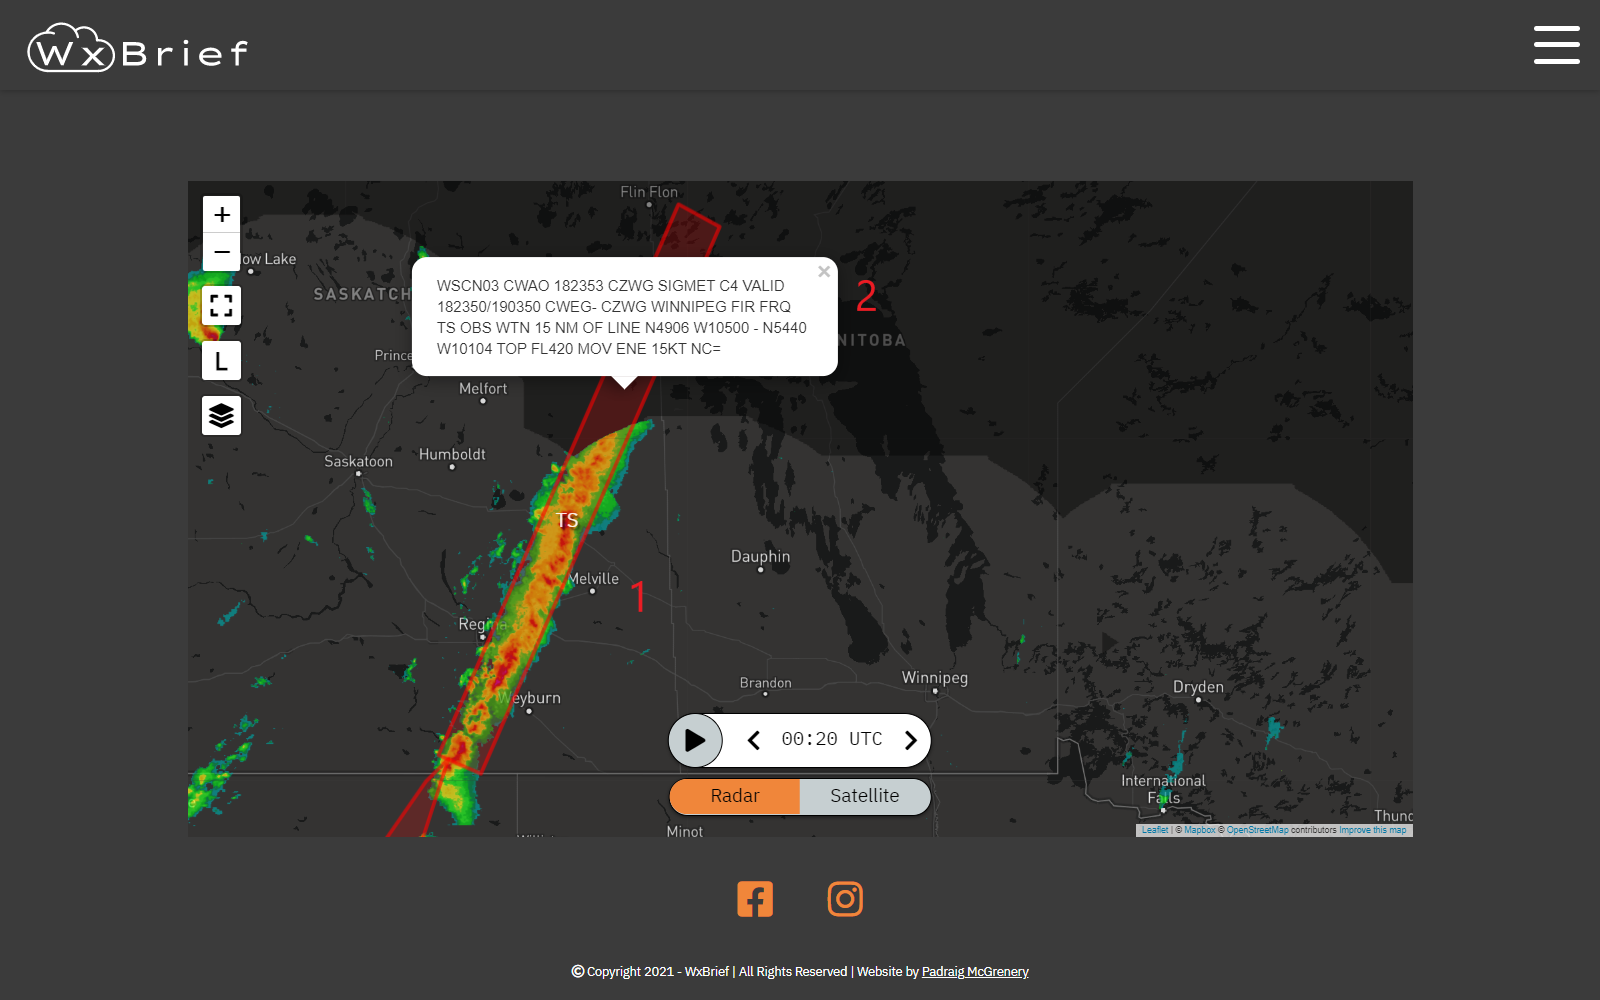 WxBrief
Flin Flon
+
−
ow Lake
SASKATCH
WSCN03 CWAO 182353 CZWG SIGMET C4 VALID
182350/190350 CWEG- CZWG WINNIPEG FIR FRQ
TS OBS WTN 15 NM OF LINE N4906 W10500 - N5440
W10104 TOP FL420 MOV ENE 15KT NC=
×
2
NITOBA
L
Prince
Melfort
Humboldt
Saskatoon
TS
Dauphin
Melville
1
Regina
Winnipeg
Brandon
Dryden
Weyburn
00:20 UTC
International
Falls
Radar
Satellite
Minot
Thund
Leaflet | © Mapbox © OpenStreetMap contributors Improve this map
© Copyright 2021 - WxBrief | All Rights Reserved | Website by Padraig McGrenery